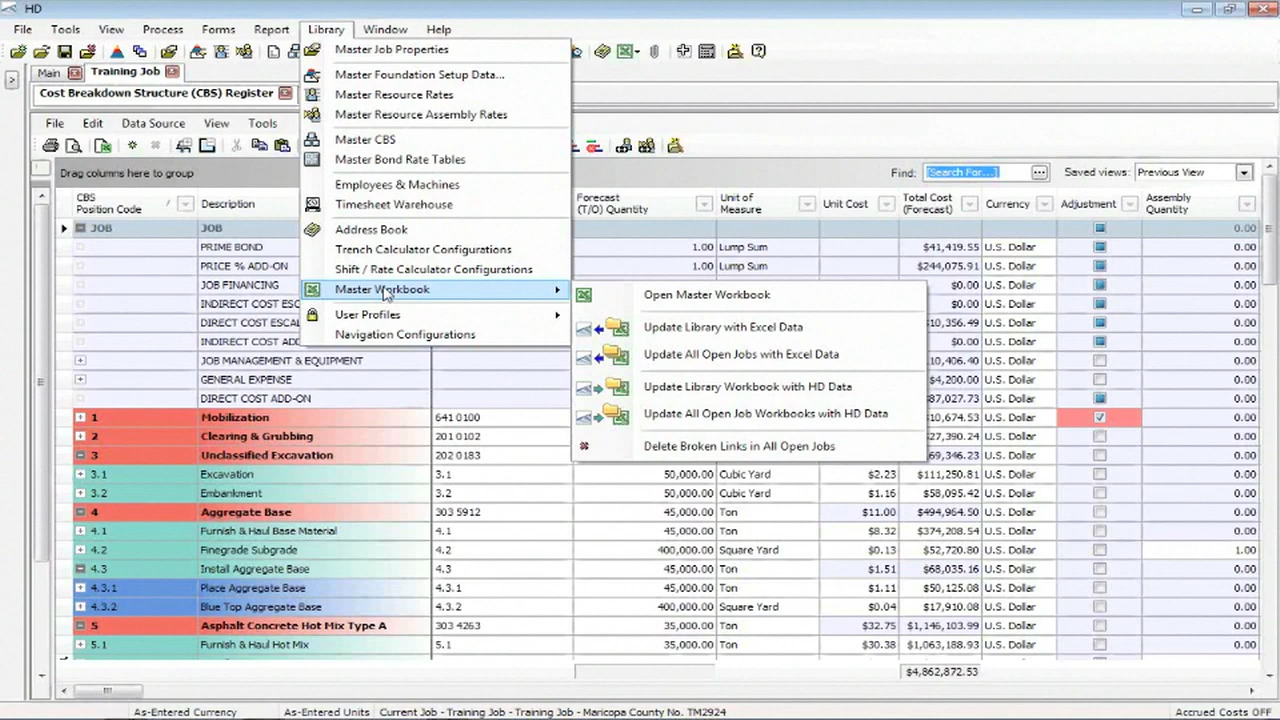 HD
File Tools View Process Forms Report Library Window Help
Main Training Job
Cost Breakdown Structure (CBS) Register
File Edit Data Source View Tools
Master Job Properties
Master Foundation Setup Data...
Master Resource Rates
Master Resource Assembly Rates
Master CBS
Master Bond Rate Tables
Employees & Machines
Timesheet Warehouse
Address Book
Trench Calculator Configurations
Shift / Rate Calculator Configurations
Master Workbook
User Profiles
Navigation Configurations
Open Master Workbook
Update Library with Excel Data
Update All Open Jobs with Excel Data
Update Library Workbook with HD Data
Update All Open Job Workbooks with HD Data
Delete Broken Links in All Open Jobs
Drag columns here to group Find: [Search For...] Saved views: Previous View
CBS Position Code / Description Forecast (T/O) Quantity Unit of Measure Unit Cost Total Cost (Forecast) Currency Adjustment Assembly Quantity
JOB JOB 0.00
PRIME BOND 1.00 Lump Sum $41,419.55 U.S. Dollar 0.00
PRICE % ADD-ON 1.00 Lump Sum $244,075.91 U.S. Dollar 0.00
JOB FINANCING $0.00 U.S. Dollar 0.00
INDIRECT COST ESC $0.00 U.S. Dollar 0.00
DIRECT COST ESCAL 10,356.49 U.S. Dollar 0.00
INDIRECT COST ADD $0.00 U.S. Dollar 0.00
JOB MANAGEMENT & EQUIPMENT 10,406.40 U.S. Dollar 0.00
GENERAL EXPENSE $4,200.00 U.S. Dollar 0.00
DIRECT COST ADD-ON 87,027.73 U.S. Dollar 0.00
1 Mobilization 641 0100 10,674.53 U.S. Dollar 0.00
2 Clearing & Grubbing 201 0102 27,390.24 U.S. Dollar 0.00
3 Unclassified Excavation 202 0183 69,346.23 U.S. Dollar 0.00
3.1 Excavation 3.1 50,000.00 Cubic Yard $2.23 $111,250.81 U.S. Dollar 0.00
3.2 Embankment 3.2 50,000.00 Cubic Yard $1.16 $58,095.42 U.S. Dollar 0.00
4 Aggregate Base 303 5912 45,000.00 Ton $11.00 $494,964.50 U.S. Dollar 0.00
4.1 Furnish & Haul Base Material 4.1 45,000.00 Ton $8.32 $374,208.54 U.S. Dollar 0.00
4.2 Finegrade Subgrade 4.2 400,000.00 Square Yard $0.13 $52,720.80 U.S. Dollar 1.00
4.3 Install Aggregate Base 4.3 45,000.00 Ton $1.51 $68,035.16 U.S. Dollar 0.00
4.3.1 Place Aggregate Base 4.3.1 45,000.00 Ton $1.11 $50,125.08 U.S. Dollar 0.00
4.3.2 Blue Top Aggregate Base 4.3.2 400,000.00 Square Yard $0.04 $17,910.08 U.S. Dollar 0.00
5 Asphalt Concrete Hot Mix Type A 303 4263 35,000.00 Ton $32.75 $1,146,103.99 U.S. Dollar 0.00
5.1 Furnish & Haul Hot Mix 5.1 35,000.00 Ton $30.38 $1,063,188.93 U.S. Dollar 0.00
$4,862,872.53
As-Entered Currency As-Entered Units Current Job - Training Job - Training Job - Maricopa County No. TM2924 Accrued Costs OFF